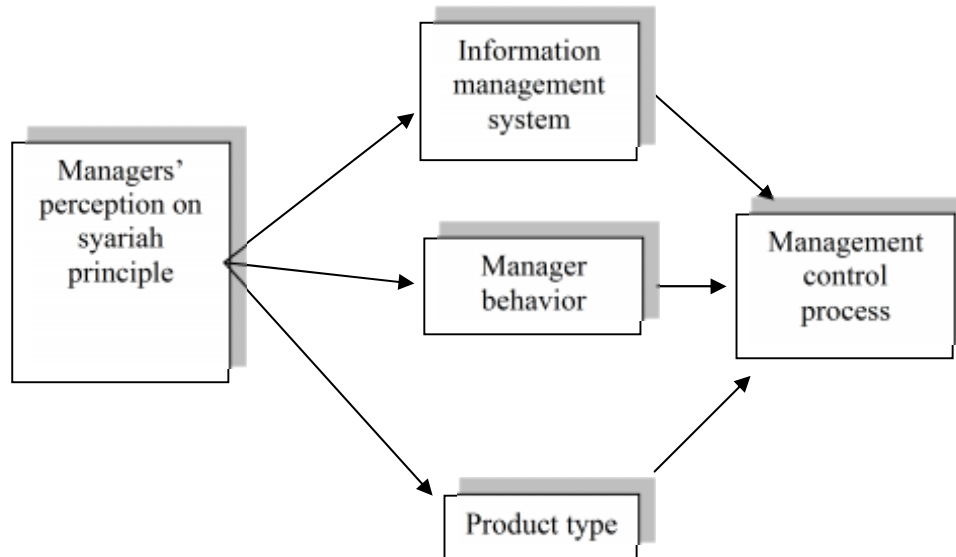 Managers’
perception on
syariah
principle
Information
management
system
Manager
behavior
Product type
Management
control
process